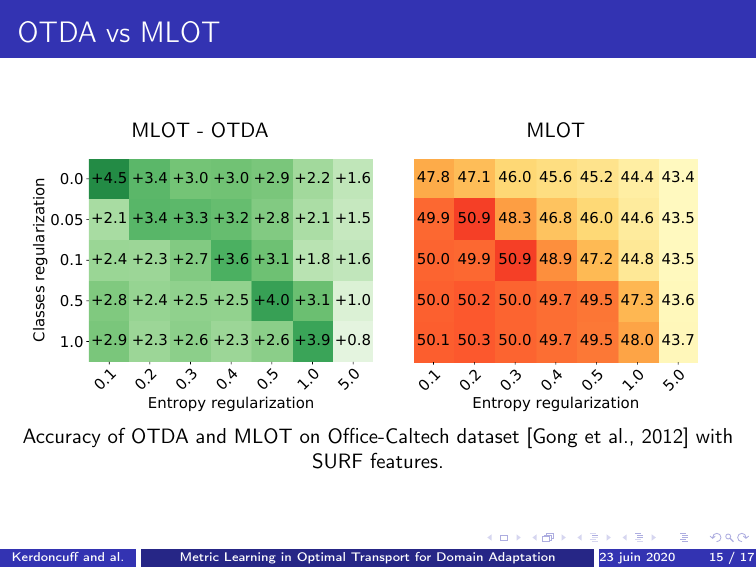 OTDA vs MLOT
MLOT - OTDA
Classes regularization
0.0 +4.5 +3.4 +3.0 +3.0 +2.9 +2.2 +1.6
0.05 +2.1 +3.4 +3.3 +3.2 +2.8 +2.1 +1.5
0.1 +2.4 +2.3 +2.7 +3.6 +3.1 +1.8 +1.6
0.5 +2.8 +2.4 +2.5 +2.5 +4.0 +3.1 +1.0
1.0 +2.9 +2.3 +2.6 +2.3 +2.6 +3.9 +0.8
0.1 0.2 0.3 0.4 0.5 1.0 5.0
Entropy regularization
MLOT
47.8 47.1 46.0 45.6 45.2 44.4 43.4
49.9 50.9 48.3 46.8 46.0 44.6 43.5
50.0 49.9 50.9 48.9 47.2 44.8 43.5
50.0 50.2 50.0 49.7 49.5 47.3 43.6
50.1 50.3 50.0 49.7 49.5 48.0 43.7
0.1 0.2 0.3 0.4 0.5 1.0 5.0
Entropy regularization
Accuracy of OTDA and MLOT on Office-Caltech dataset [Gong et al., 2012] with
SURF features.
Kerdoncuff and al. Metric Learning in Optimal Transport for Domain Adaptation 23 juin 2020 15 / 17